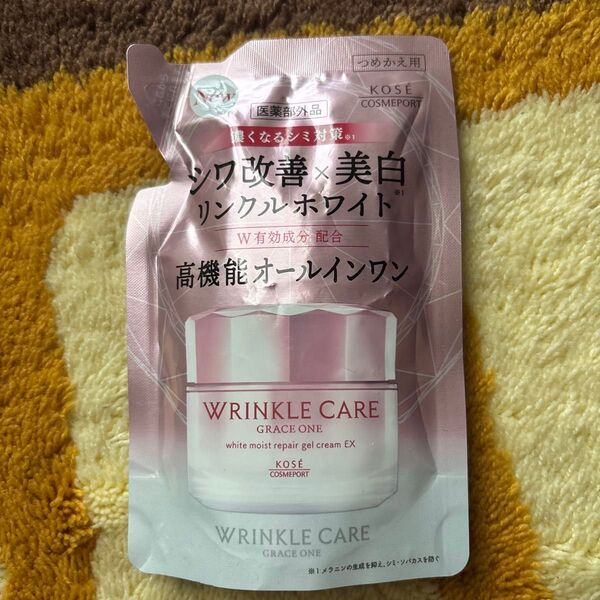 New
つめかえ用
KOSÉ
COSMEPORT
医薬部外品
濃くなるシミ対策※1
シワ改善×美白※1
リンクルホワイト
W有効成分 配合
高機能オールインワン
WRINKLE CARE
GRACE ONE
white moist repair gel cream EX
KOSÉ
COSMEPORT
WRINKLE CARE
GRACE ONE
※1 メラニンの生成を抑え、シミ・ソバカスを防ぐ